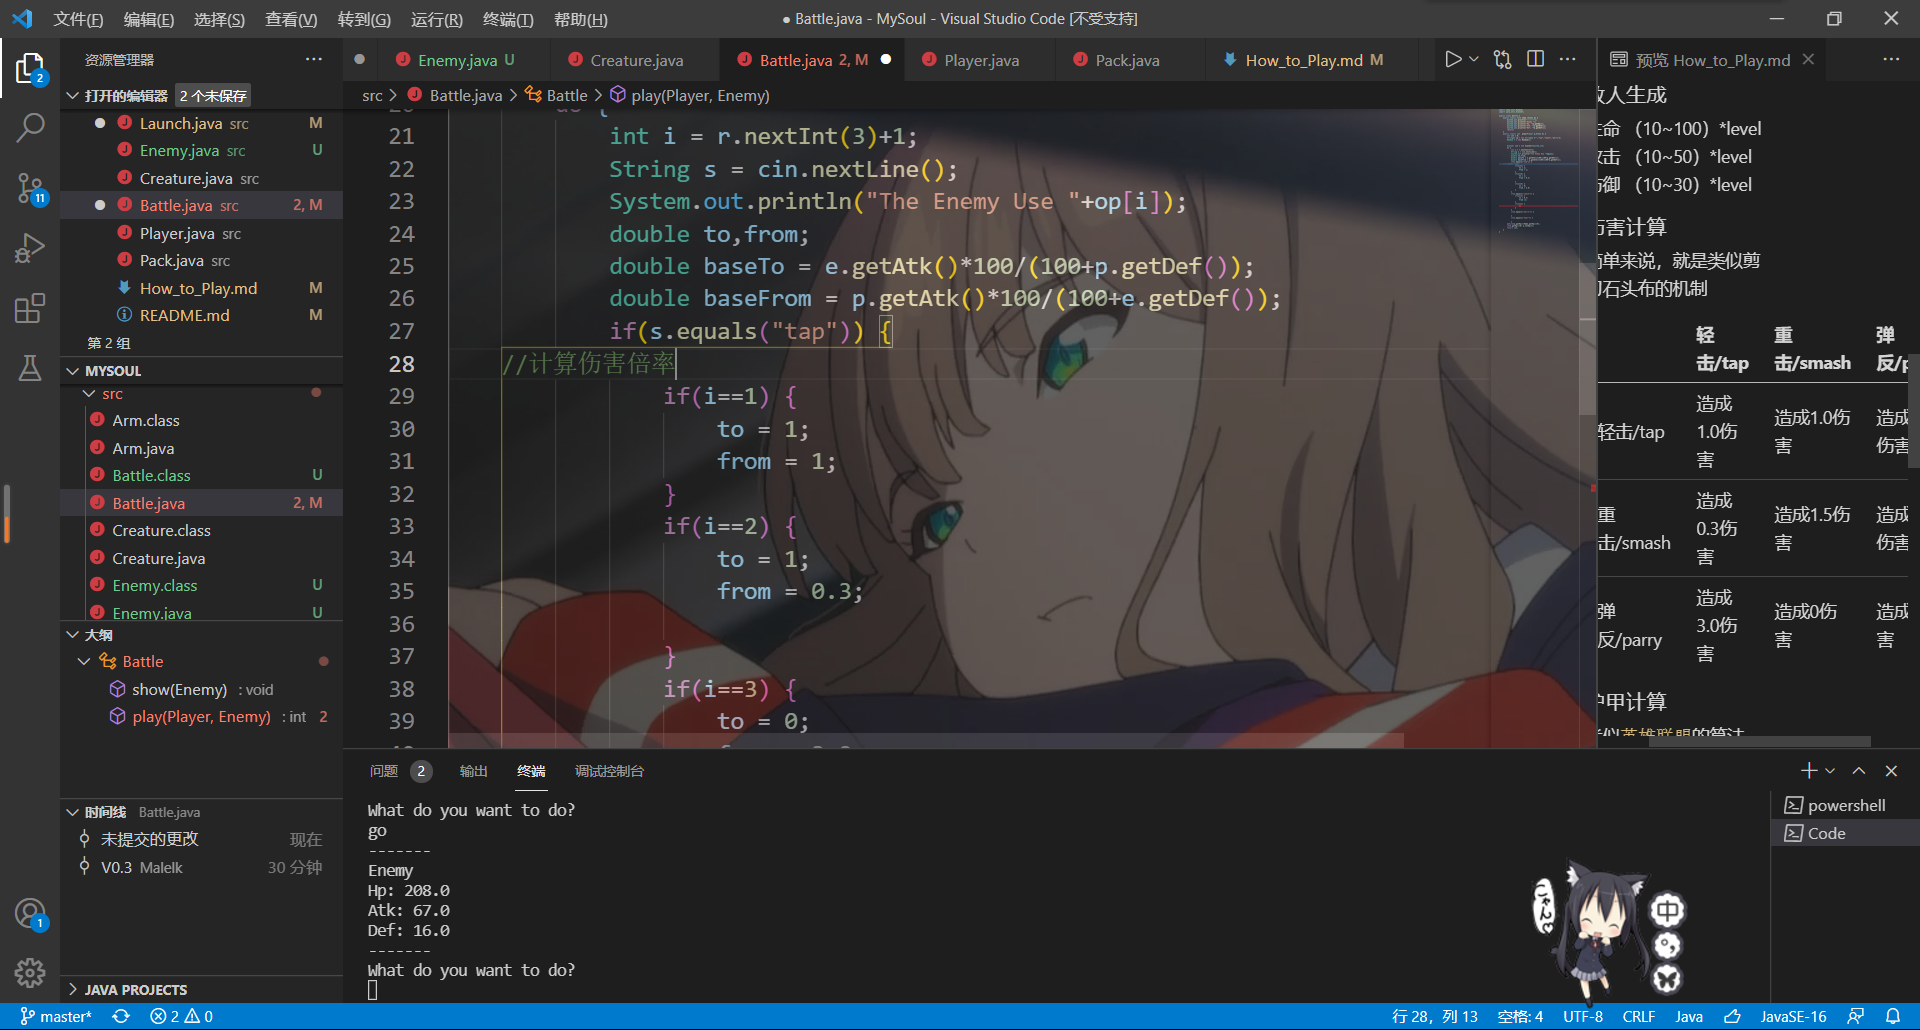 文件(F) 编辑(E) 选择(S) 查看(V) 转到(G) 运行(R) 终端(T) 帮助(H)
● Battle.java - MySoul - Visual Studio Code [不受支持]
资源管理器
打开的编辑器 2 个未保存
Launch.java src M
Enemy.java src U
Creature.java src
Battle.java src 2, M
Player.java src
Pack.java src
How_to_Play.md M
README.md M
第 2 组
MYSOUL
src
Arm.class
Arm.java
Battle.class U
Battle.java 2, M
Creature.class
Creature.java
Enemy.class U
Enemy.java U
大纲
Battle
show(Enemy) : void
play(Player, Enemy) : int 2
时间线 Battle.java
未提交的更改 现在
V0.3 Malelk 30 分钟
JAVA PROJECTS
2
11
1
Enemy.java U
Creature.java
Battle.java 2, M
Player.java
Pack.java
How_to_Play.md M
src > Battle.java > Battle > play(Player, Enemy)
21 int i = r.nextInt(3)+1;
22 String s = cin.nextLine();
23 System.out.println("The Enemy Use "+op[i]);
24 double to,from;
25 double baseTo = e.getAtk()*100/(100+p.getDef());
26 double baseFrom = p.getAtk()*100/(100+e.getDef());
27 if(s.equals("tap")) {
28 //计算伤害倍率
29 if(i==1) {
30 to = 1;
31 from = 1;
32 }
33 if(i==2) {
34 to = 1;
35 from = 0.3;
36
37 }
38 if(i==3) {
39 to = 0;
预览 How_to_Play.md
人生成
命 （10~100）*level
击 （10~50）*level
御 （10~30）*level
害计算
单来说，就是类似剪
石头布的机制
轻击/tap 重击/smash 弹反/p
轻击/tap 造成1.0伤害 造成1.0伤害 造成伤害
重击/smash 造成0.3伤害 造成1.5伤害 造成伤害
弹反/parry 造成3.0伤害 造成0伤害 造成害
甲计算
似英雄联盟的算法
问题 2 输出 终端 调试控制台
What do you want to do?
go
-------
Enemy
Hp: 208.0
Atk: 67.0
Def: 16.0
-------
What do you want to do?
powershell
Code
中
master* 2 0
行 28，列 13 空格: 4 UTF-8 CRLF Java JavaSE-16